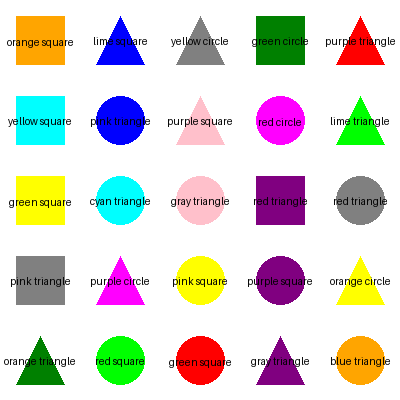 orange square
lime square
yellow circle
green circle
purple triangle
yellow square
pink triangle
purple square
red circle
lime triangle
green square
cyan triangle
gray triangle
red triangle
red triangle
pink triangle
purple circle
pink square
purple square
orange circle
orange triangle
red square
green square
gray triangle
blue triangle